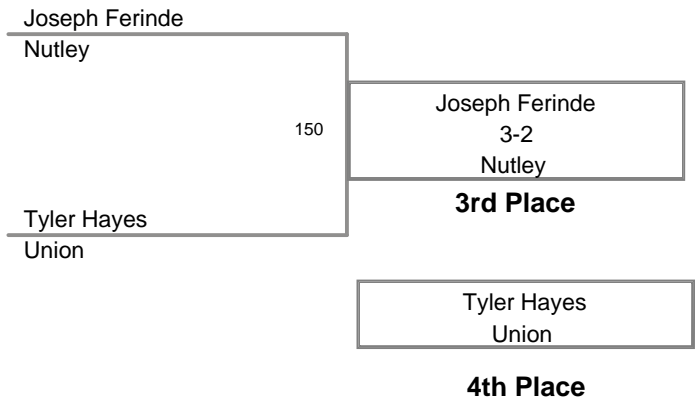 Joseph Ferinde
Nutley
150
Joseph Ferinde
3-2
Nutley
3rd Place
Tyler Hayes
Union
Tyler Hayes
Union
4th Place